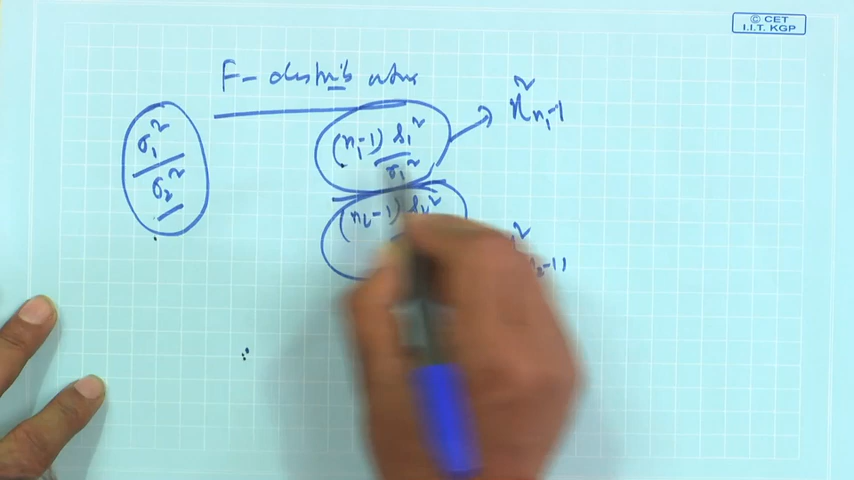 © CET
I.I.T. KGP
F- distribution
σ₁²
σ₂²
(n₁-1) s₁²
σ₁²
χ²n₁-1
(n₂-1) s₂²